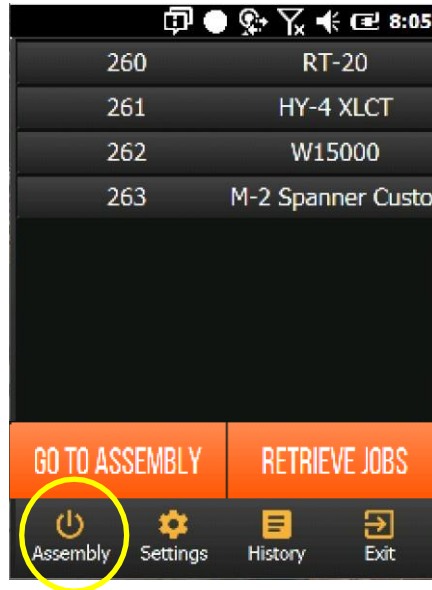 8:05
260 RT-20
261 HY-4 XLCT
262 W15000
263 M-2 Spanner Custo
GO TO ASSEMBLY RETRIEVE JOBS
Assembly Settings History Exit